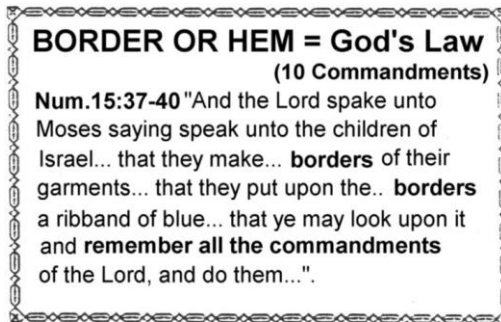 BORDER OR HEM = God's Law
(10 Commandments)
Num.15:37-40 "And the Lord spake unto
Moses saying speak unto the children of
Israel... that they make... borders of their
garments... that they put upon the.. borders
a ribband of blue... that ye may look upon it
and remember all the commandments
of the Lord, and do them...".